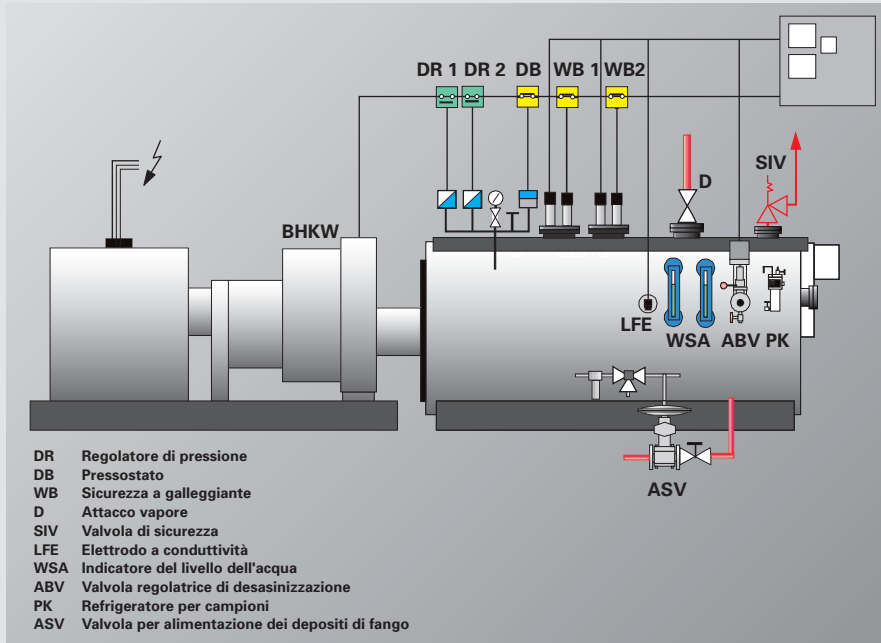 DR 1 DR 2 DB WB 1 WB2
SIV
D
BHKW
LFE
WSA ABV PK
ASV
DR Regolatore di pressione
DB Pressostato
WB Sicurezza a galleggiante
D Attacco vapore
SIV Valvola di sicurezza
LFE Elettrodo a conduttività
WSA Indicatore del livello dell'acqua
ABV Valvola regolatrice di desasinizzazione
PK Refrigeratore per campioni
ASV Valvola per alimentazione dei depositi di fango